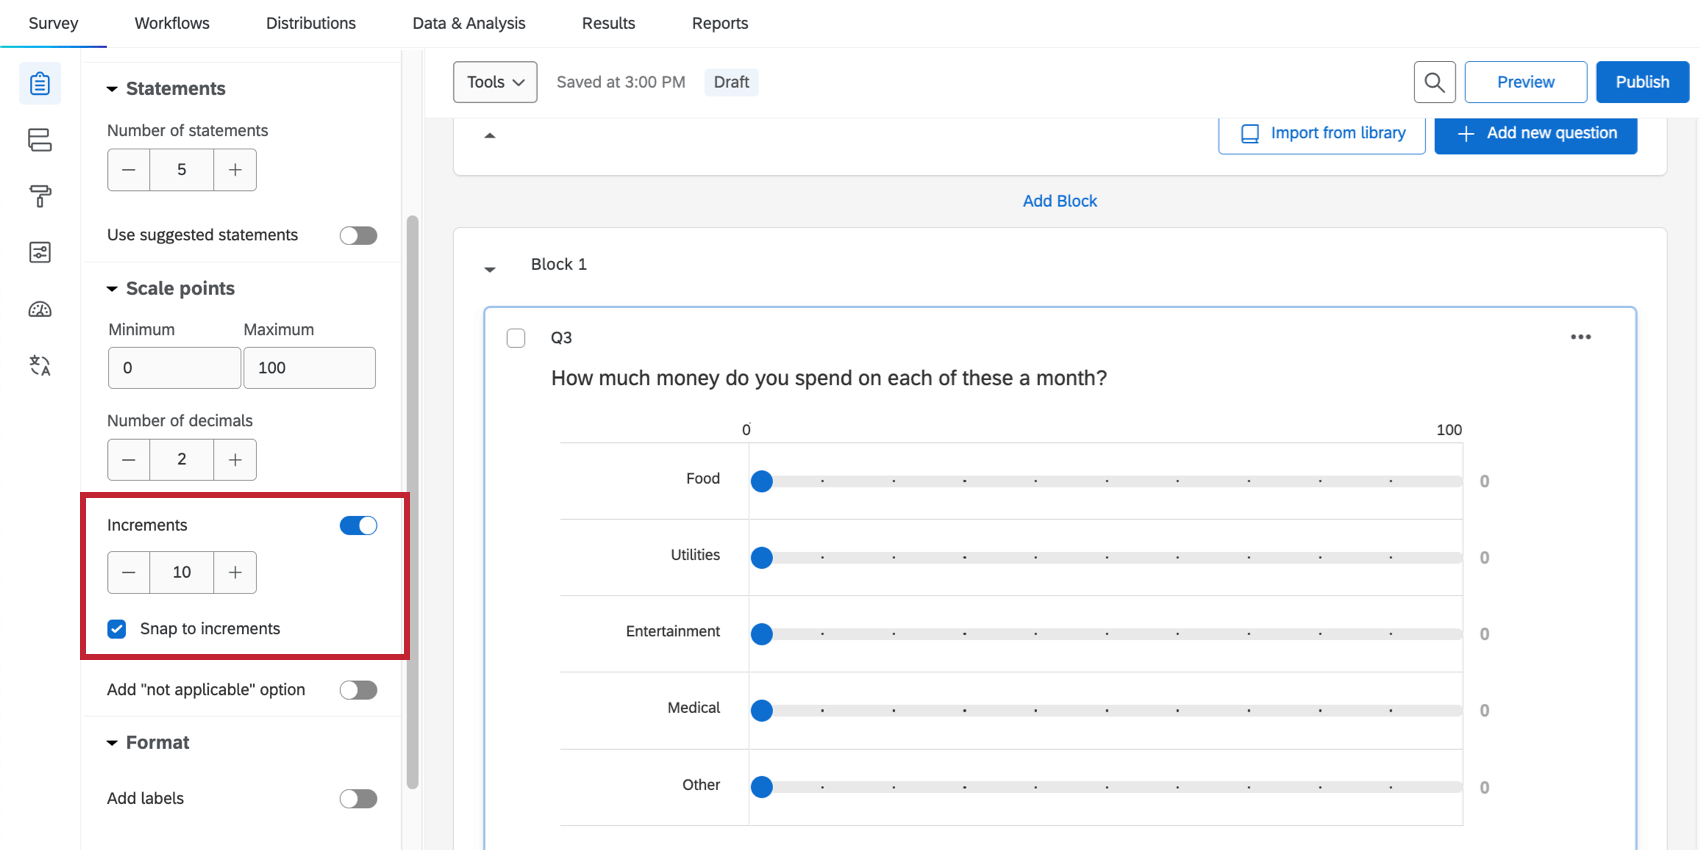 Survey
Workflows
Distributions
Data & Analysis
Results
Reports
Statements
Number of statements
5
Use suggested statements
Scale points
Minimum
Maximum
0
100
Number of decimals
2
Increments
10
Snap to increments
Add "not applicable" option
Format
Add labels
Tools
Saved at 3:00 PM
Draft
Preview
Publish
Import from library
Add new question
Add Block
Block 1
Q3
How much money do you spend on each of these a month?
0
100
Food
0
Utilities
0
Entertainment
0
Medical
0
Other
0